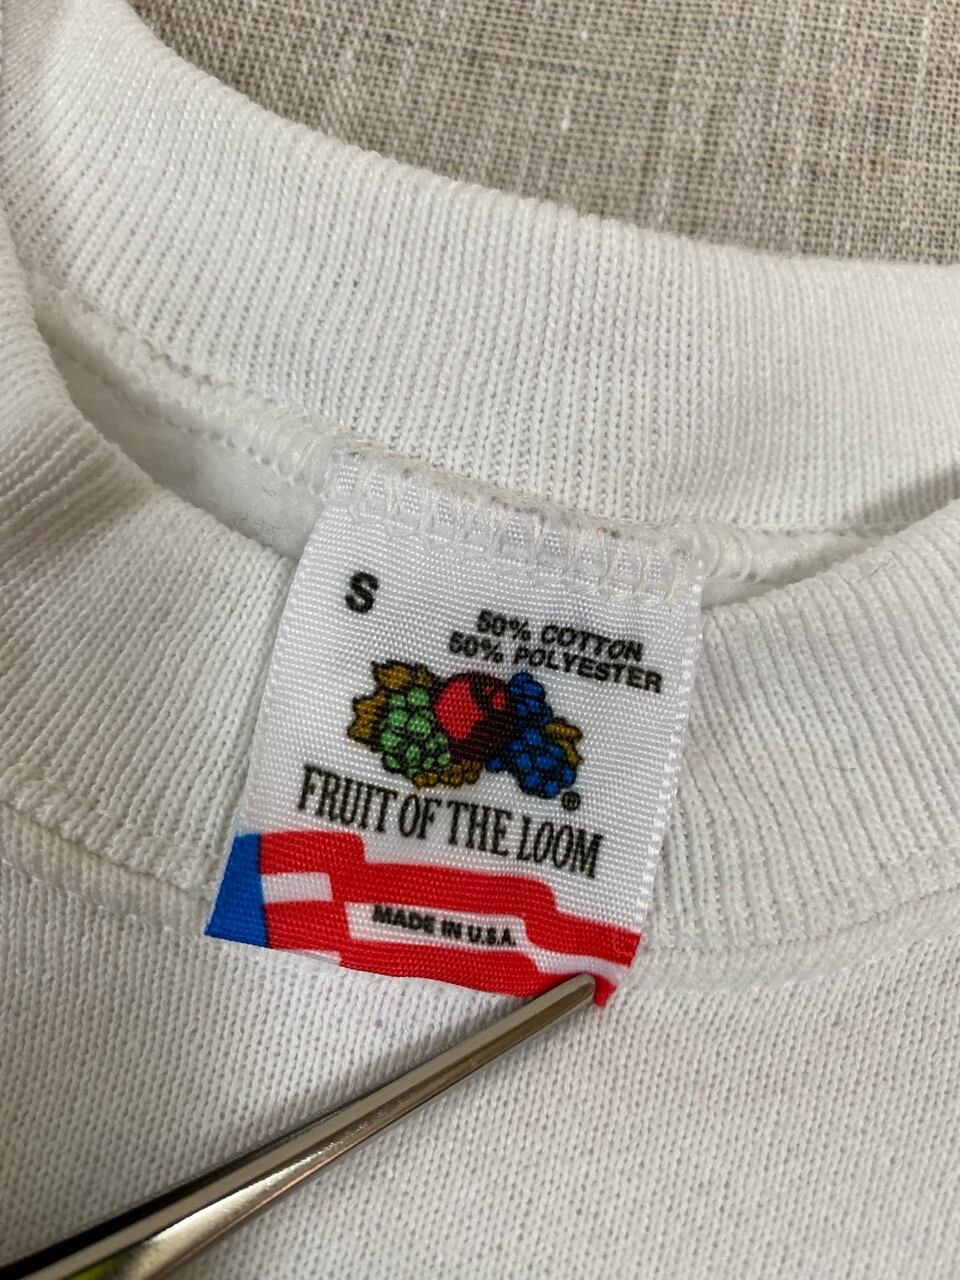 S
50% COTTON
50% POLYESTER
®
FRUIT OF THE LOOM
MADE IN U.S.A.